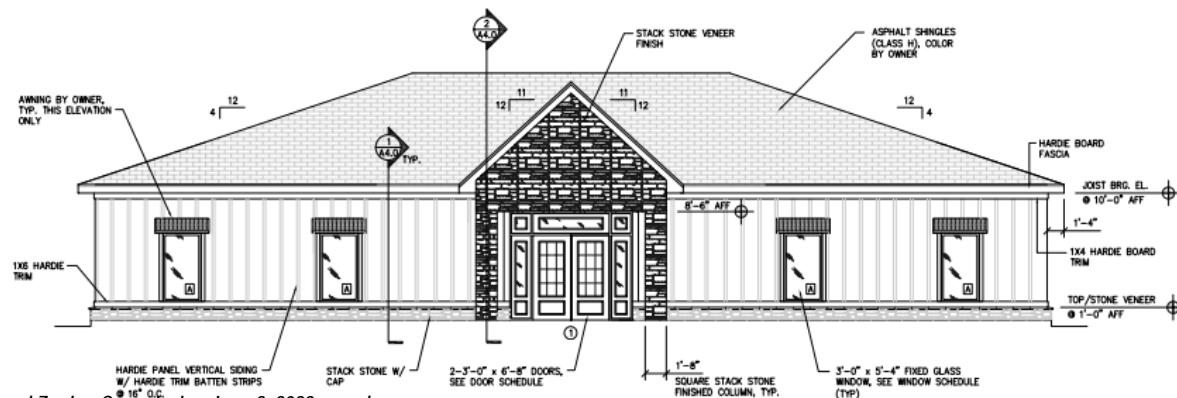 2
A4.0
STACK STONE VENEER
FINISH
ASPHALT SHINGLES
(CLASS H), COLOR
BY OWNER
AWNING BY OWNER,
TYP. THIS ELEVATION
ONLY
12
4
11
12
11
12
12
4
1
A4.0
TYP.
HARDIE BOARD
FASCIA
JOIST BRG. EL.
@ 10'-0" AFF
8'-6" AFF
1'-4"
1X6 HARDIE
TRIM
1X4 HARDIE BOARD
TRIM
A
A
A
A
TOP/STONE VENEER
@ 1'-0" AFF
1
HARDIE PANEL VERTICAL SIDING
W/ HARDIE TRIM BATTEN STRIPS
@ 16" O.C.
STACK STONE W/
CAP
2-3'-0" x 6'-8" DOORS,
SEE DOOR SCHEDULE
1'-8"
SQUARE STACK STONE
FINISHED COLUMN, TYP.
3'-0" x 5'-4" FIXED GLASS
WINDOW, SEE WINDOW SCHEDULE
(TYP)